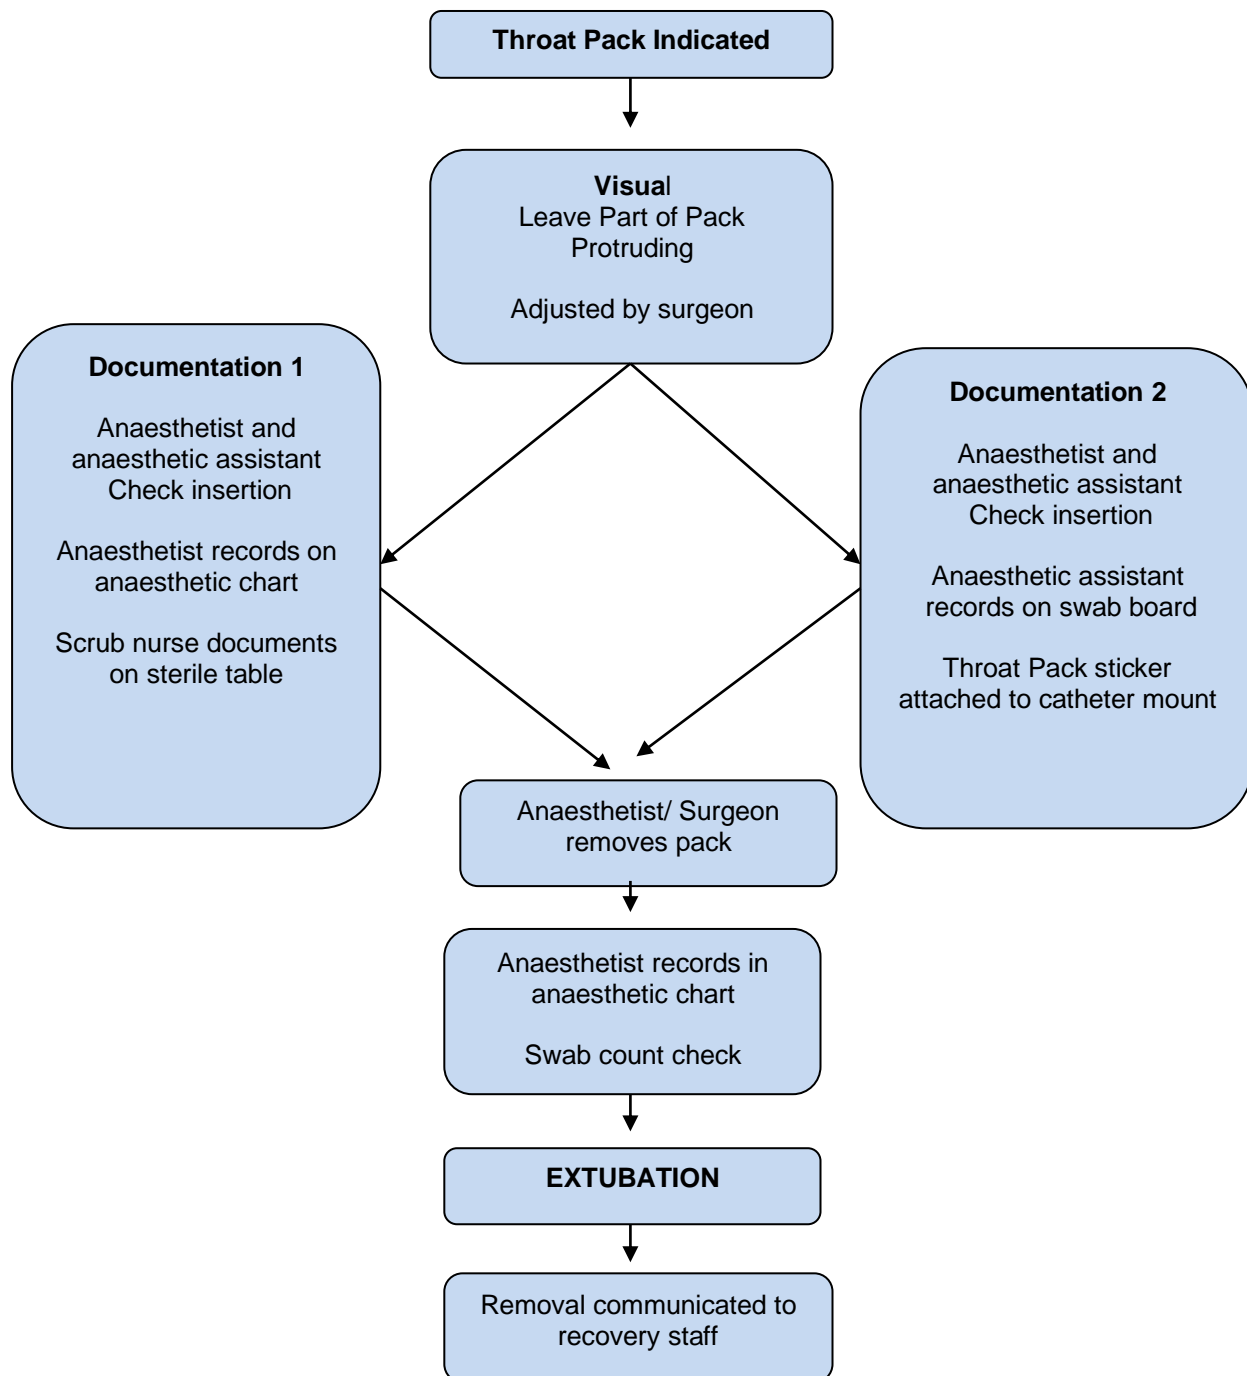 Throat Pack Indicated
Visual
Leave Part of Pack
Protruding
Adjusted by surgeon
Documentation 1
Anaesthetist and
anaesthetic assistant
Check insertion
Anaesthetist records on
anaesthetic chart
Scrub nurse documents
on sterile table
Documentation 2
Anaesthetist and
anaesthetic assistant
Check insertion
Anaesthetic assistant
records on swab board
Throat Pack sticker
attached to catheter mount
Anaesthetist/ Surgeon
removes pack
Anaesthetist records in
anaesthetic chart
Swab count check
EXTUBATION
Removal communicated to
recovery staff